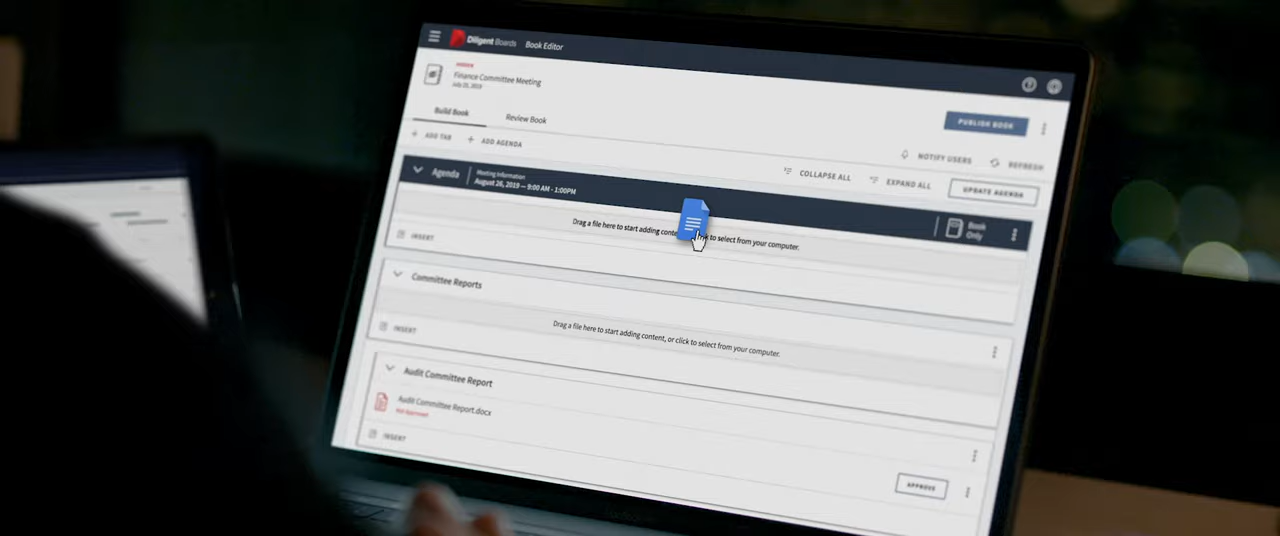 Diligent Boards Book Editor
Finance Committee Meeting
Build Book Review Book
PUBLISH BOOK
ADD TAB ADD AGENDA
NOTIFY USERS REFRESH
COLLAPSE ALL EXPAND ALL UPDATE AGENDA
Agenda
Meeting Information
August 26, 2019 — 9:00 AM - 1:00PM
Book
Only
Drag a file here to start adding to select from your computer.
INSERT
Committee Reports
Drag a file here to start adding content, or click to select from your computer.
INSERT
Audit Committee Report
Audit Committee Report.docx
Not Approved
INSERT
APPROVE